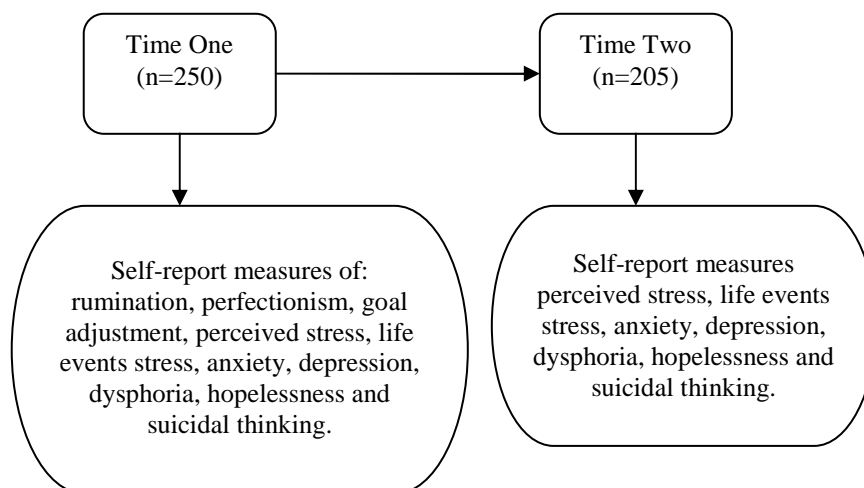 Time One
(n=250)
Time Two
(n=205)
Self-report measures of:
rumination, perfectionism, goal
adjustment, perceived stress, life
events stress, anxiety, depression,
dysphoria, hopelessness and
suicidal thinking.
Self-report measures
perceived stress, life events
stress, anxiety, depression,
dysphoria, hopelessness and
suicidal thinking.